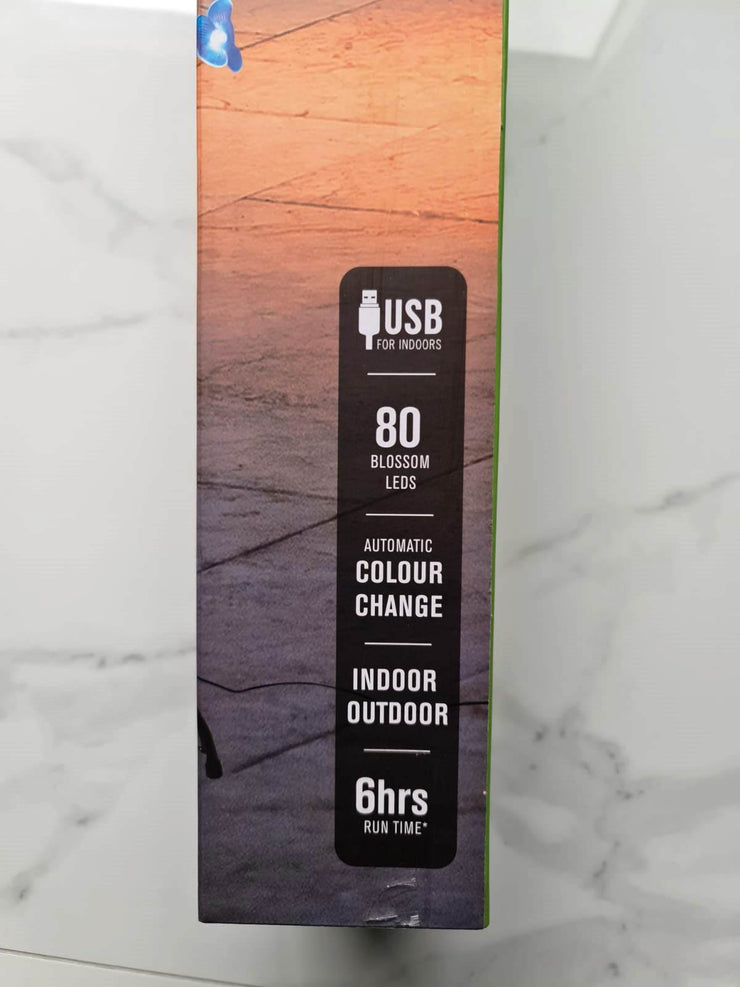 USB
FOR INDOORS
80
BLOSSOM
LEDS
AUTOMATIC
COLOUR
CHANGE
INDOOR
OUTDOOR
6hrs
RUN TIME*